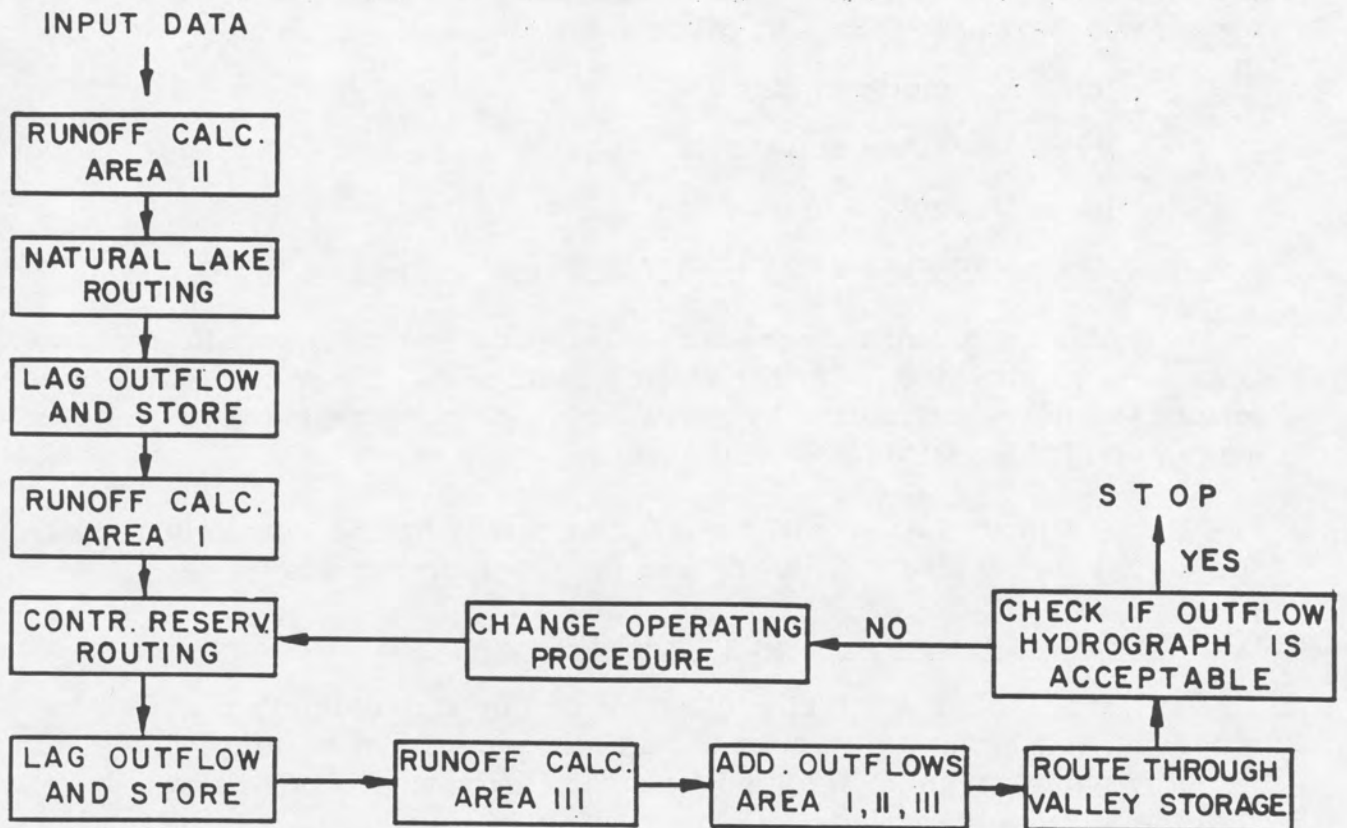 INPUT DATA
RUNOFF CALC.
AREA II
NATURAL LAKE
ROUTING
LAG OUTFLOW
AND STORE
RUNOFF CALC.
AREA I
CONTR. RESERV.
ROUTING
LAG OUTFLOW
AND STORE
RUNOFF CALC.
AREA III
ADD. OUTFLOWS
AREA I, II, III
ROUTE THROUGH
VALLEY STORAGE
CHECK IF OUTFLOW
HYDROGRAPH IS
ACCEPTABLE
YES
STOP
NO
CHANGE OPERATING
PROCEDURE